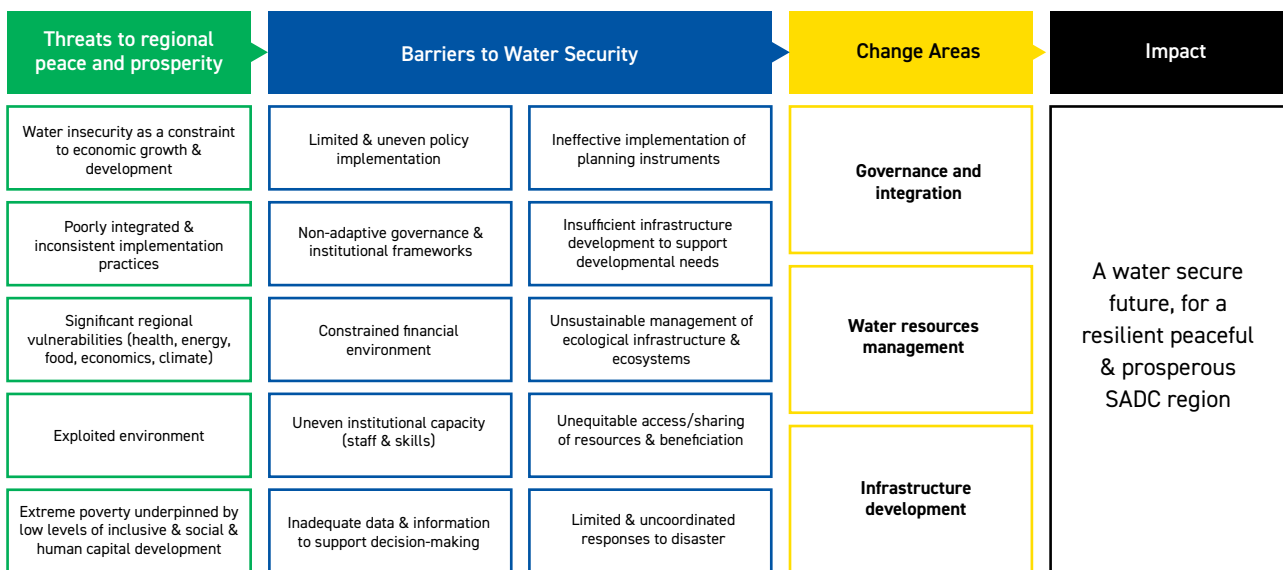 Threats to regional
peace and prosperity
Barriers to Water Security
Change Areas
Impact
Water insecurity as a constraint
to economic growth &
development
Poorly integrated &
inconsistent implementation
practices
Significant regional
vulnerabilities (health, energy,
food, economics, climate)
Exploited environment
Extreme poverty underpinned by
low levels of inclusive & social &
human capital development
Limited & uneven policy
implementation
Non-adaptive governance &
institutional frameworks
Constrained financial
environment
Uneven institutional capacity
(staff & skills)
Inadequate data & information
to support decision-making
Ineffective implementation of
planning instruments
Insufficient infrastructure
development to support
developmental needs
Unsustainable management of
ecological infrastructure &
ecosystems
Unequitable access/sharing
of resources & beneficiation
Limited & uncoordinated
responses to disaster
Governance and
integration
Water resources
management
Infrastructure
development
A water secure
future, for a
resilient peaceful
& prosperous
SADC region